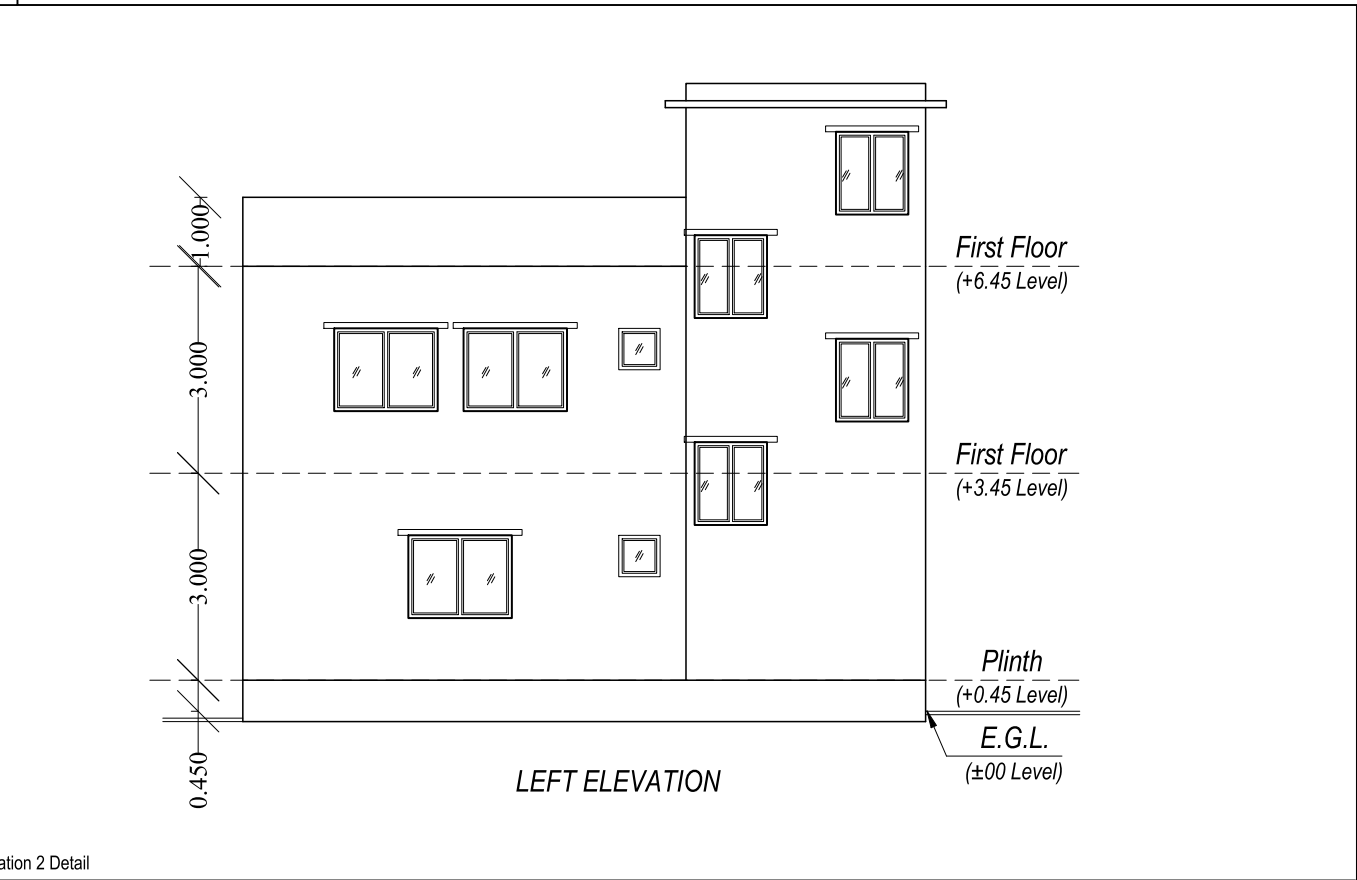 1.000
First Floor
(+6.45 Level)
3.000
First Floor
(+3.45 Level)
3.000
Plinth
(+0.45 Level)
E.G.L.
(±00 Level)
0.450
LEFT ELEVATION
ation 2 Detail